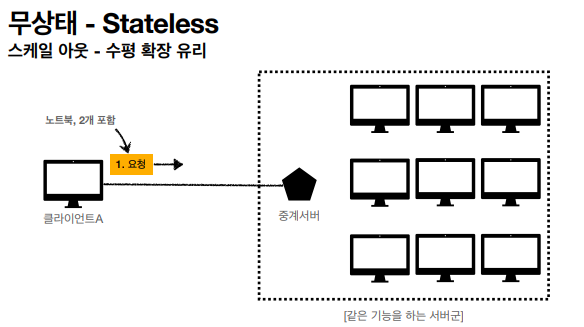 무상태 - Stateless
스케일 아웃 - 수평 확장 유리
노트북, 2개 포함
1. 요청
클라이언트A
중계서버
[같은 기능을 하는 서버군]